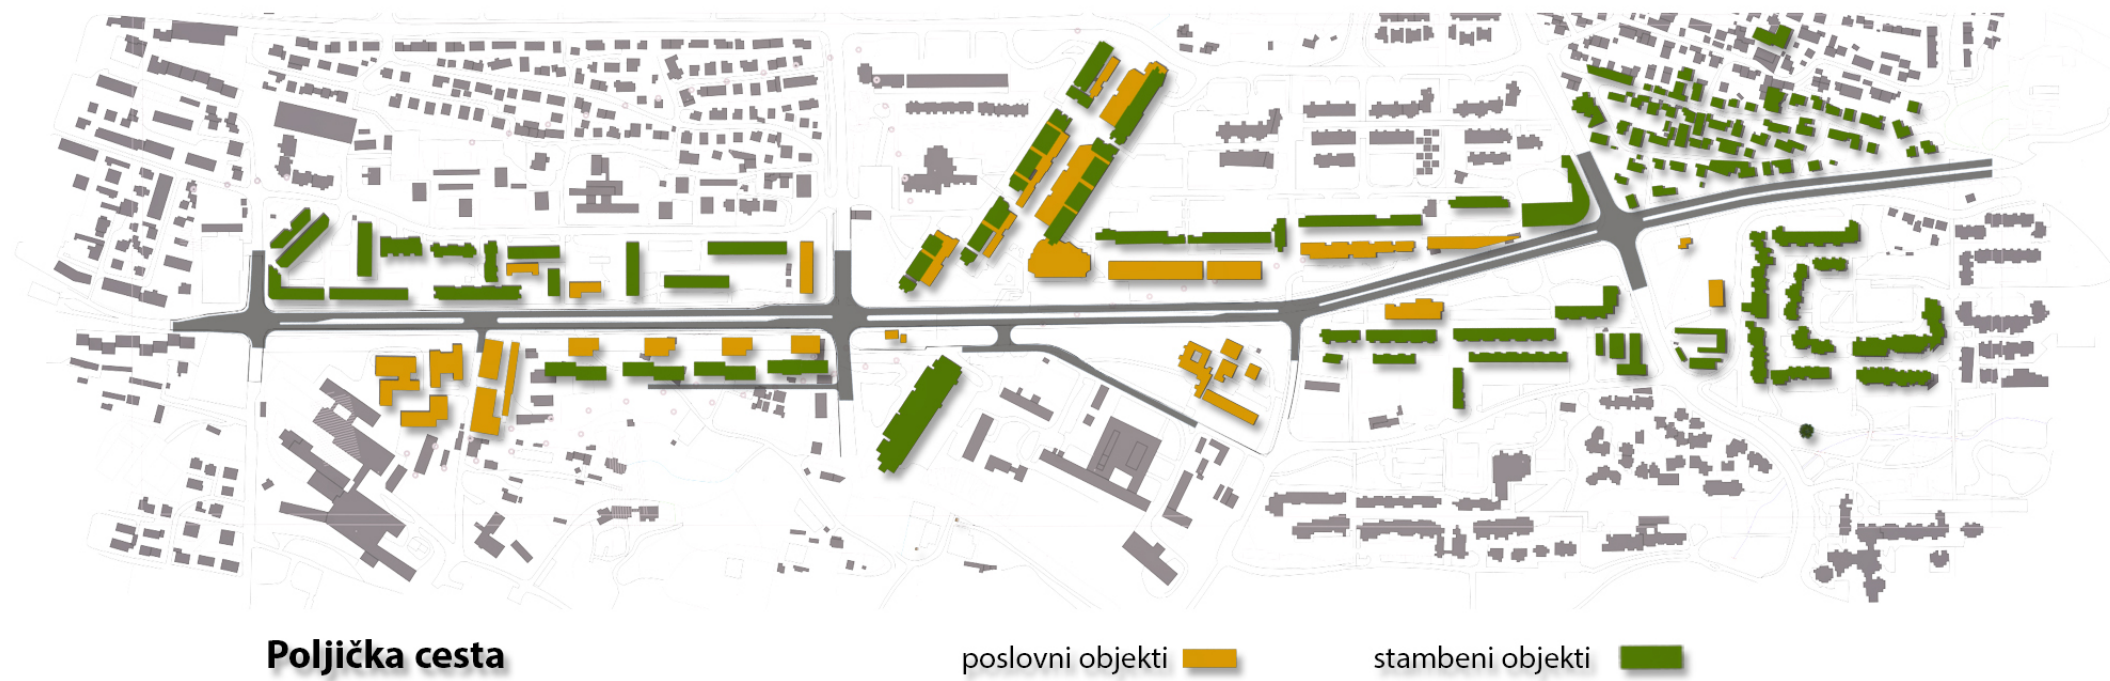 Poljička cesta
poslovni objekti
stambeni objekti